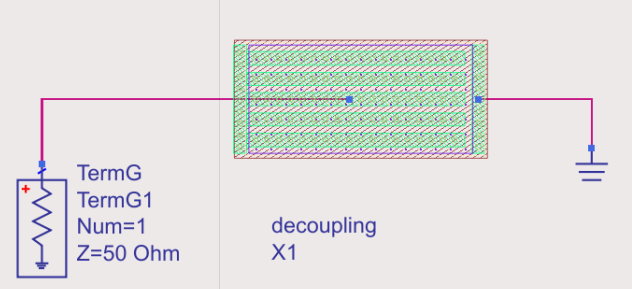 +
TermG
TermG1
Num=1
Z=50 Ohm
decoupling
X1